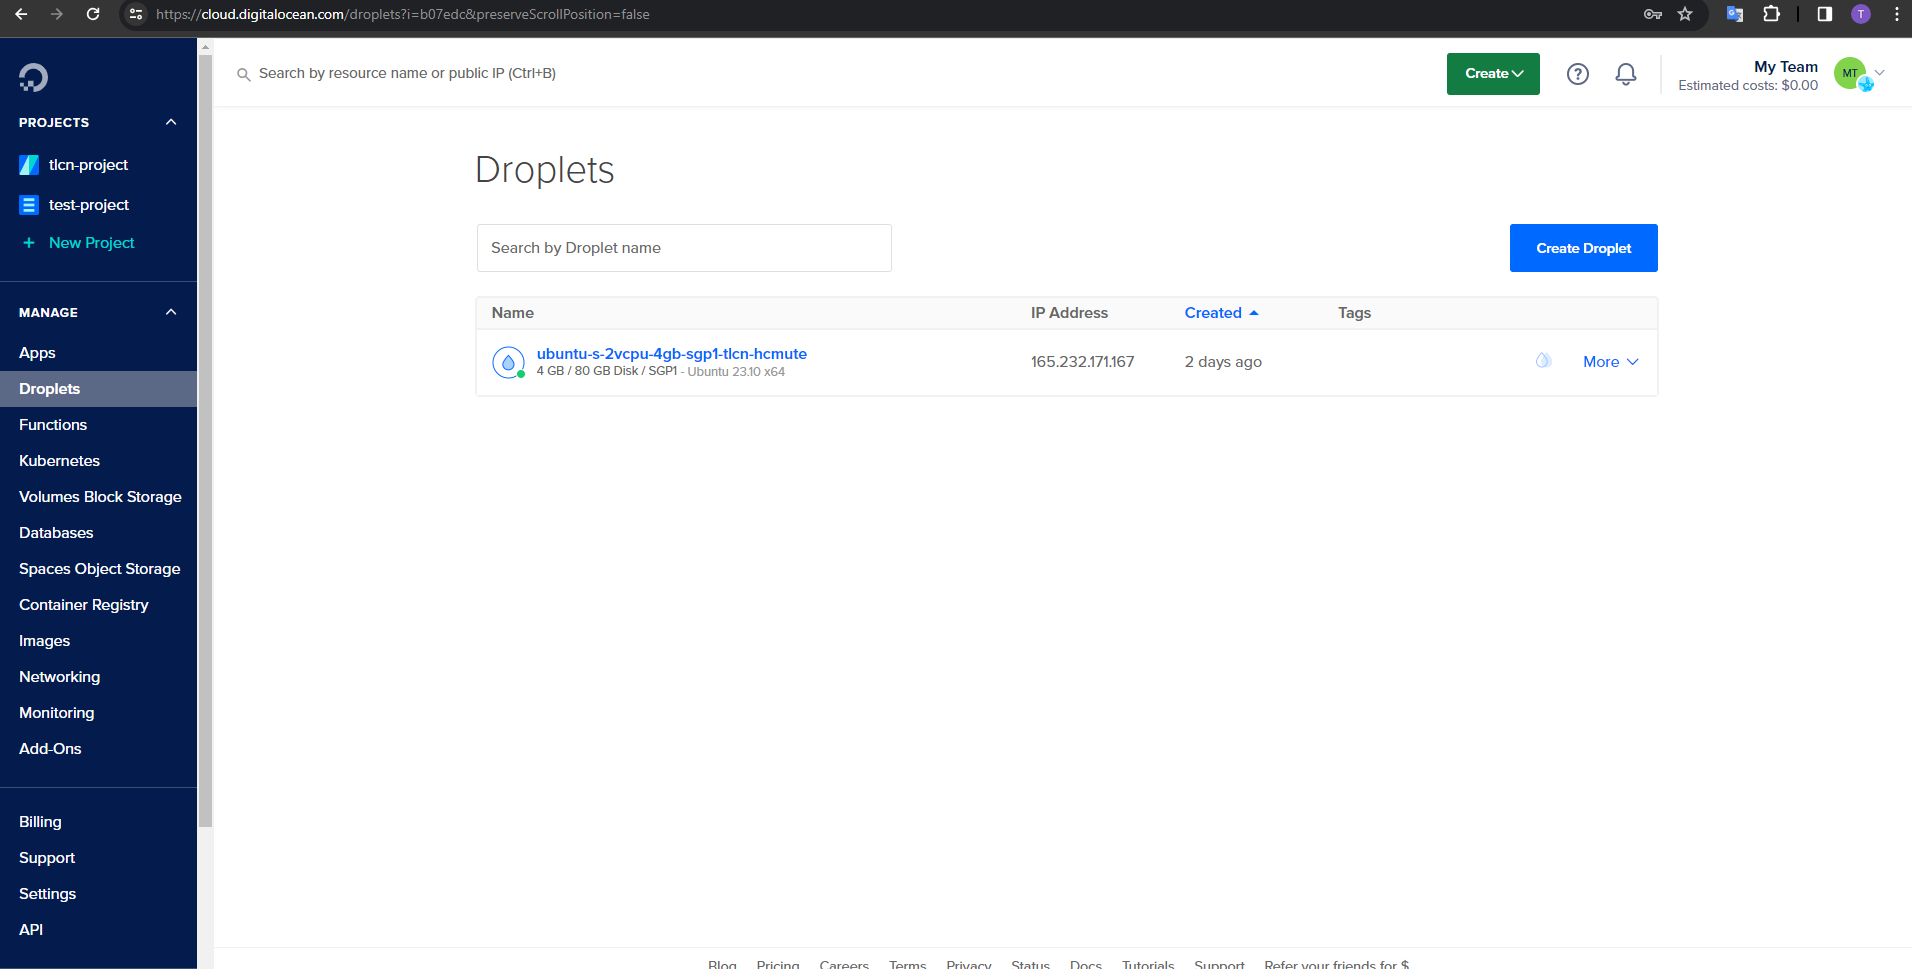 https://cloud.digitalocean.com/droplets?i=b07edc&preserveScrollPosition=false
T
Search by resource name or public IP (Ctrl+B)
Create
?
My Team
Estimated costs: $0.00
MT
PROJECTS
tlcn-project
test-project
+ New Project
MANAGE
Apps
Droplets
Functions
Kubernetes
Volumes Block Storage
Databases
Spaces Object Storage
Container Registry
Images
Networking
Monitoring
Add-Ons
Billing
Support
Settings
API
Droplets
Search by Droplet name
Create Droplet
Name IP Address Created Tags
ubuntu-s-2vcpu-4gb-sgp1-tlcn-hcmute
4 GB / 80 GB Disk / SGP1 - Ubuntu 23.10 x64
165.232.171.167 2 days ago More
Blog Pricing Careers Terms Privacy Status Docs Tutorials Support Refer your friends for $